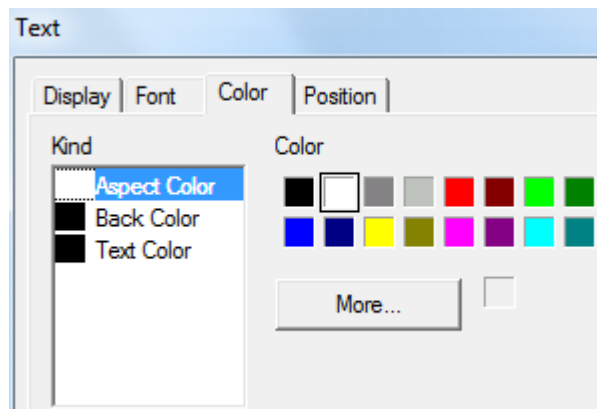 Text
Display Font Color Position
Kind Color
Aspect Color
Back Color
Text Color
More...